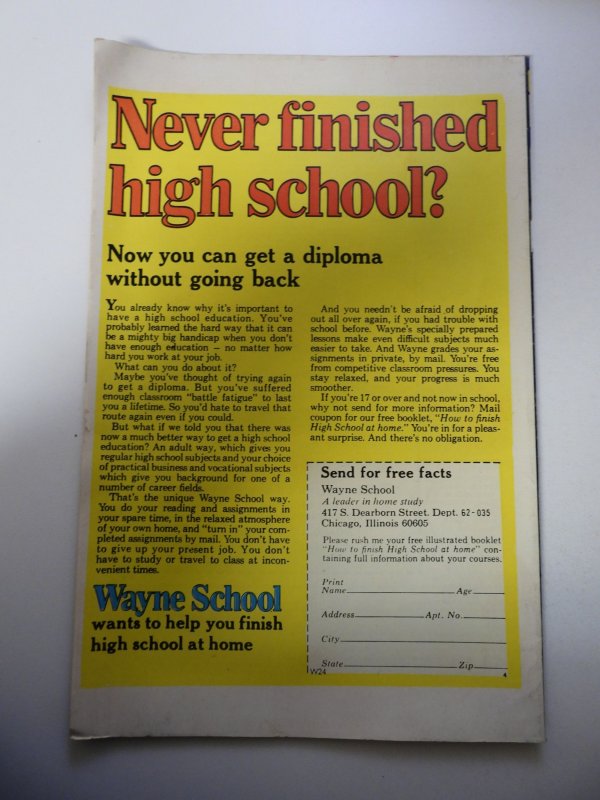 Never finished
high school?
Now you can get a diploma
without going back
You already know why it's important to
have a high school education. You've
probably learned the hard way that it can
be a mighty big handicap when you don't
have enough education – no matter how
hard you work at your job.
What can you do about it?
Maybe you've thought of trying again
to get a diploma. But you've suffered
enough classroom "battle fatigue" to last
you a lifetime. So you'd hate to travel that
route again even if you could.
But what if we told you that there was
now a much better way to get a high school
education? An adult way, which gives you
regular high school subjects and your choice
of practical business and vocational subjects
which give you background for one of a
number of career fields.
That's the unique Wayne School way.
You do your reading and assignments in
your spare time, in the relaxed atmosphere
of your own home, and "turn in" your com-
pleted assignments by mail. You don't have
to give up your present job. You don't
have to study or travel to class at incon-
venient times.
Wayne School
wants to help you finish
high school at home
And you needn't be afraid of dropping
out all over again, if you had trouble with
school before. Wayne's specially prepared
lessons make even difficult subjects much
easier to take. And Wayne grades your as-
signments in private, by mail. You're free
from competitive classroom pressures. You
stay relaxed, and your progress is much
smoother.
If you're 17 or over and not now in school,
why not send for more information? Mail
coupon for our free booklet, "How to finish
High School at home." You're in for a pleas-
ant surprise. And there's no obligation.
Send for free facts
Wayne School
A leader in home study
417 S. Dearborn Street. Dept. 62-035
Chicago, Illinois 60605
Please rush me your free illustrated booklet
"How to finish High School at home" con-
taining full information about your courses.
Print
Name Age
Address Apt. No.
City
State Zip
W24 4